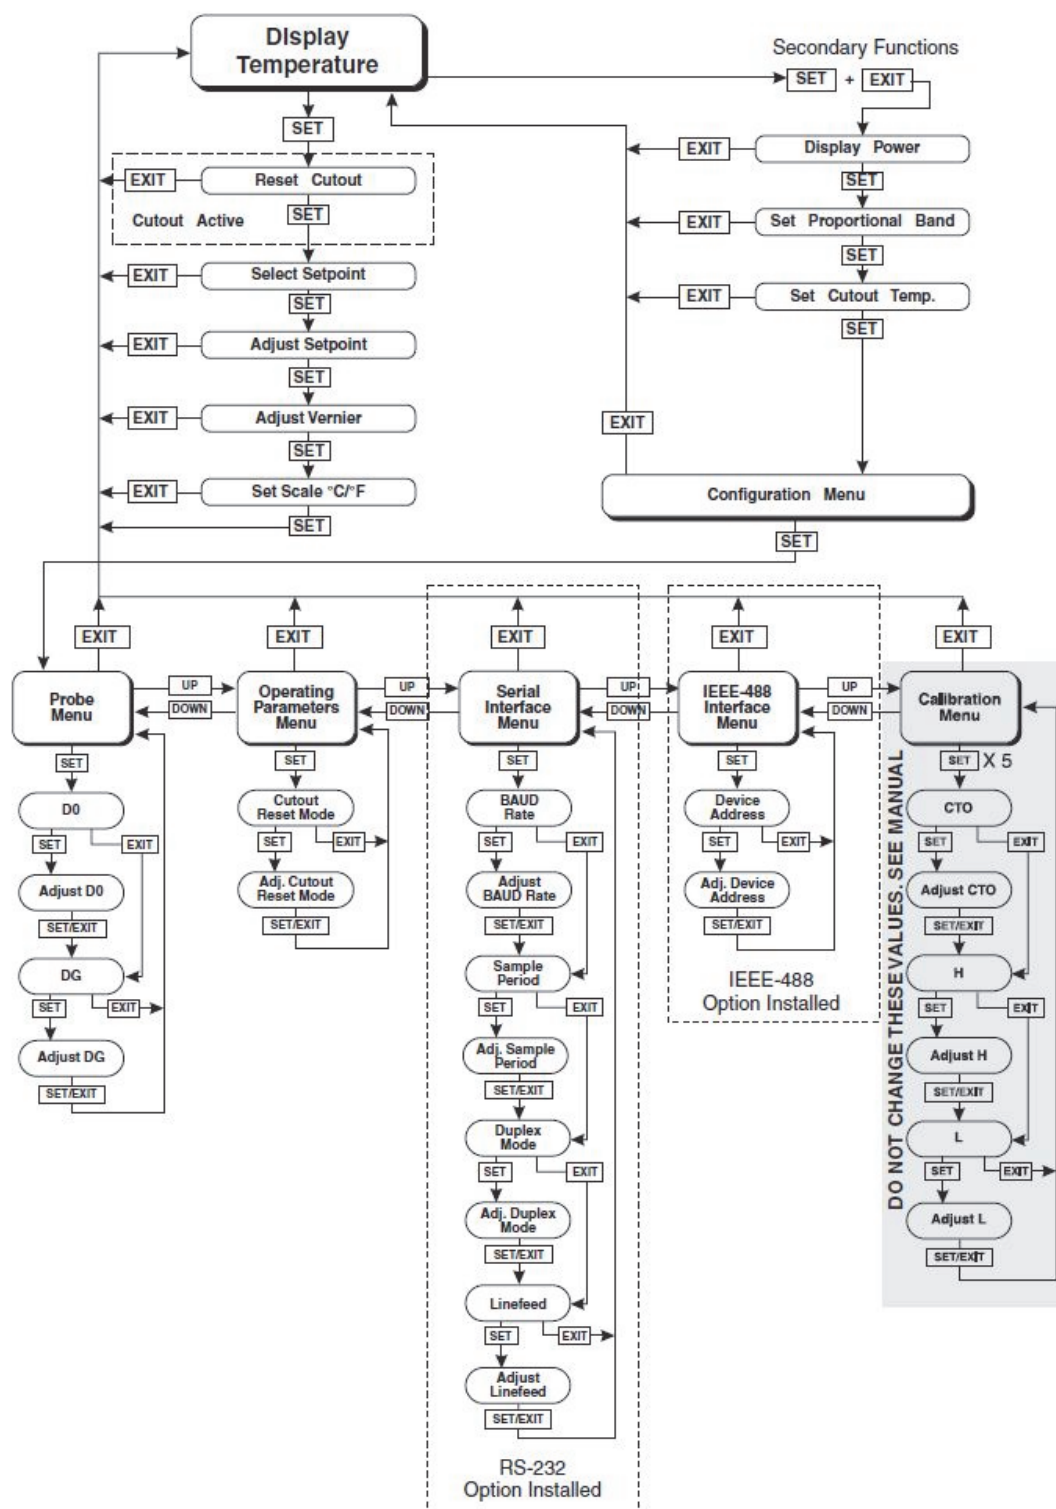 Display
Temperature
Secondary Functions
SET + EXIT
SET
EXIT
Display Power
SET
EXIT
Reset Cutout
SET
Cutout Active
EXIT
Set Proportional Band
SET
EXIT
Select Setpoint
SET
EXIT
Set Cutout Temp.
SET
EXIT
Adjust Setpoint
SET
EXIT
Adjust Vernier
SET
EXIT
EXIT
Set Scale °C/°F
SET
Configuration Menu
SET
EXIT
EXIT
EXIT
EXIT
EXIT
Probe
Menu
UP
DOWN
Operating
Parameters
Menu
UP
DOWN
Serial
Interface
Menu
UP
DOWN
IEEE-488
Interface
Menu
UP
DOWN
Calibration
Menu
SET
D0
SET
EXIT
Adjust D0
SET/EXIT
DG
SET
EXIT
Adjust DG
SET/EXIT
SET
Cutout
Reset Mode
SET
EXIT
Adj. Cutout
Reset Mode
SET/EXIT
SET
BAUD
Rate
SET
EXIT
Adjust
BAUD Rate
SET/EXIT
Sample
Period
SET
EXIT
Adj. Sample
Period
SET/EXIT
Duplex
Mode
SET
EXIT
Adj. Duplex
Mode
SET/EXIT
Linefeed
SET
EXIT
Adjust
Linefeed
SET/EXIT
RS-232
Option Installed
SET
Device
Address
SET
EXIT
Adj. Device
Address
SET/EXIT
IEEE-488
Option Installed
DO NOT CHANGE THESE VALUES. SEE MANUAL
SET X 5
CTO
SET
EXIT
Adjust CTO
SET/EXIT
H
SET
EXIT
Adjust H
SET/EXIT
L
SET
EXIT
Adjust L
SET/EXIT